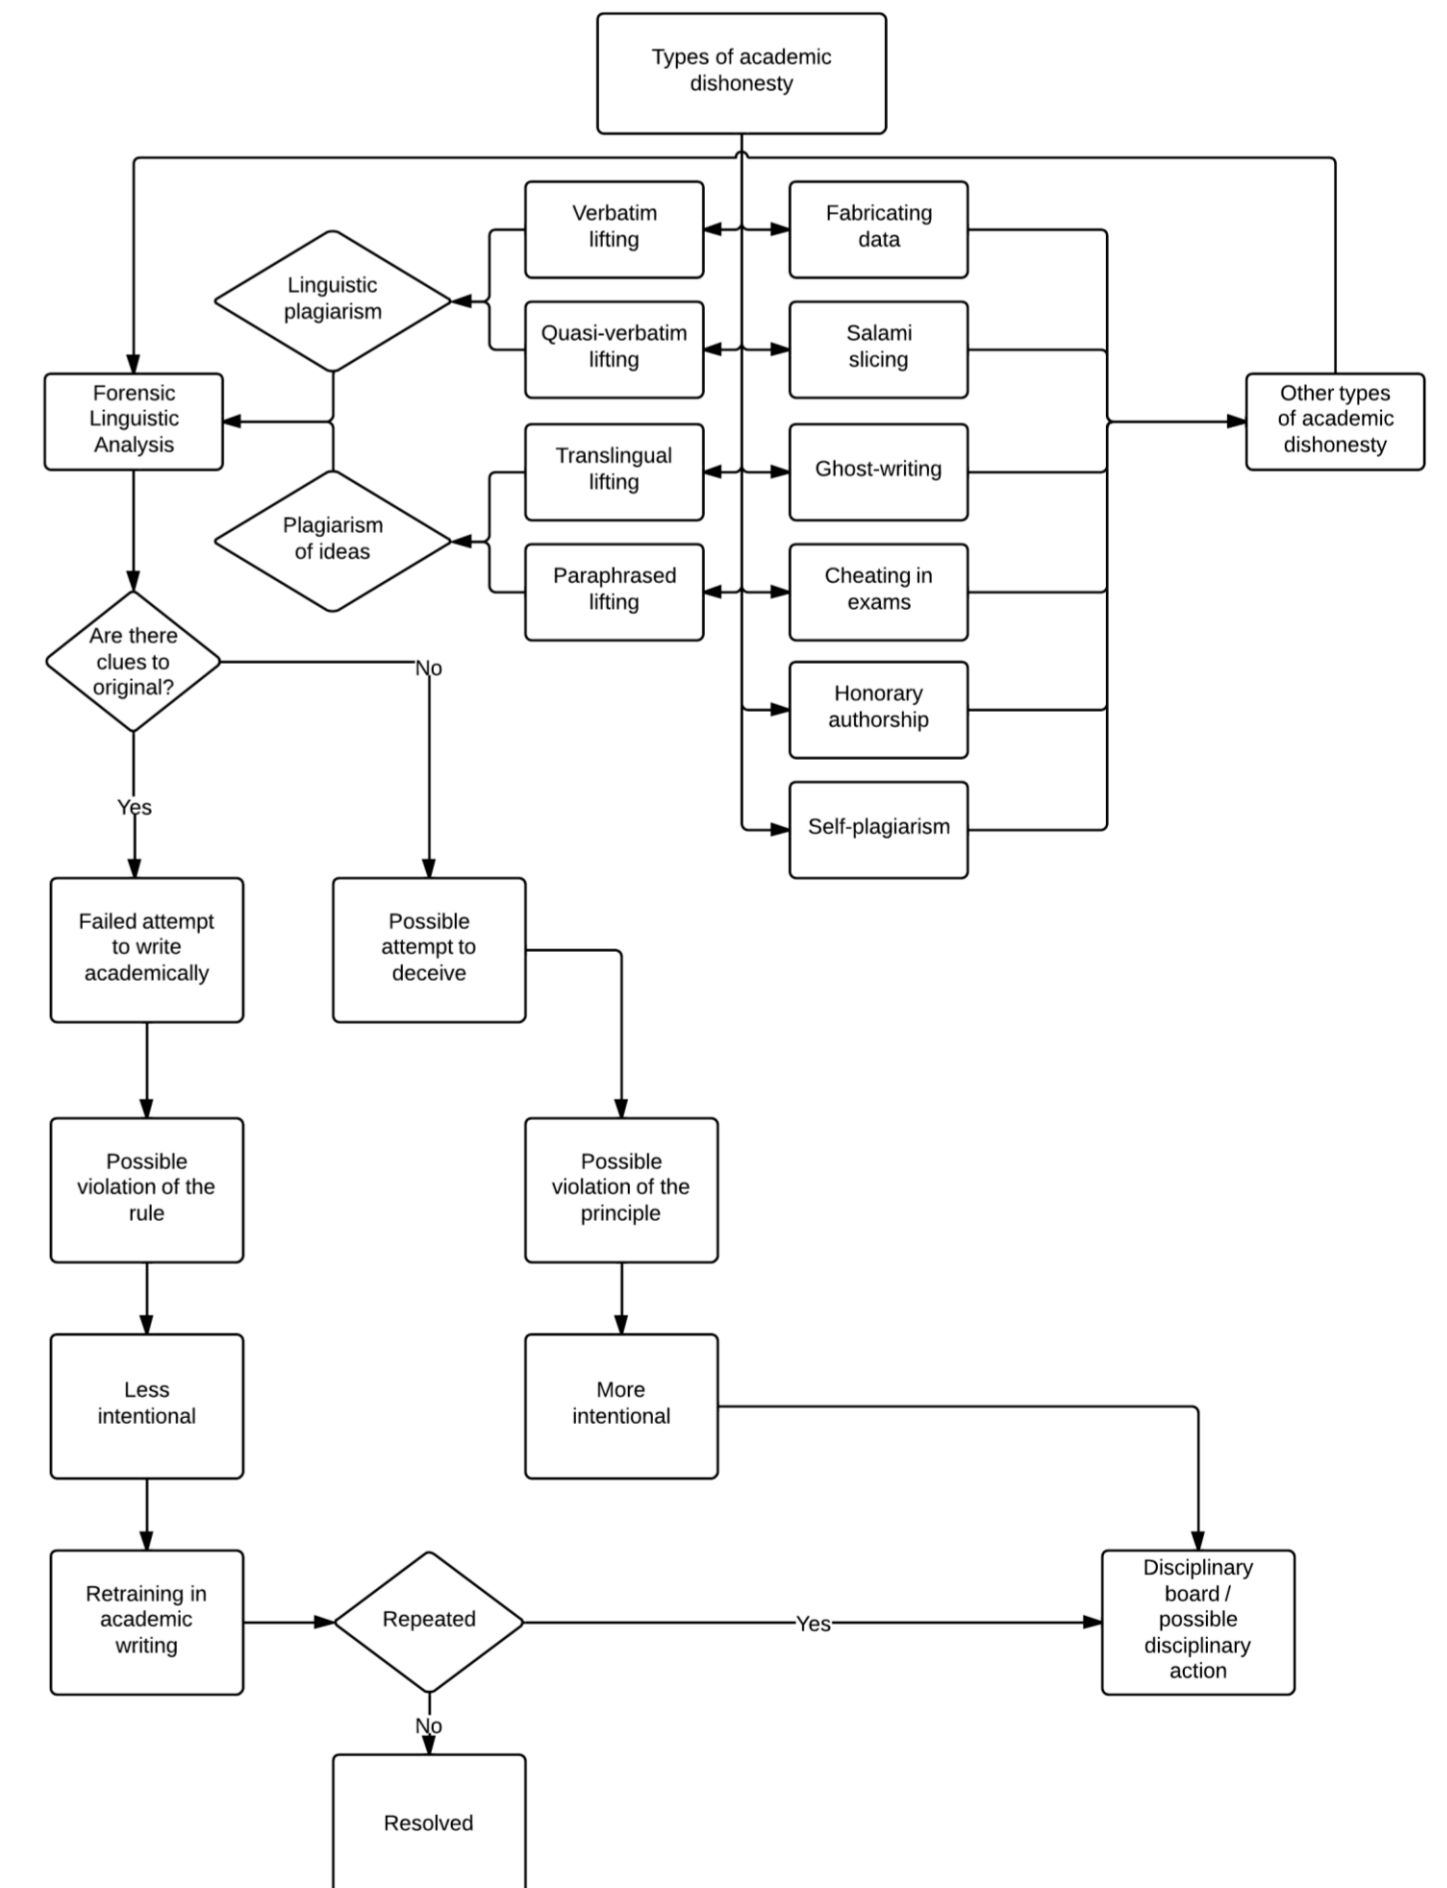 Types of academic
dishonesty
Verbatim
lifting
Fabricating
data
Linguistic
plagiarism
Quasi-verbatim
lifting
Salami
slicing
Forensic
Linguistic
Analysis
Other types
of academic
dishonesty
Translingual
lifting
Ghost-writing
Plagiarism
of ideas
Paraphrased
lifting
Cheating in
exams
Are there
clues to
original?
No
Honorary
authorship
Yes
Self-plagiarism
Failed attempt
to write
academically
Possible
attempt to
deceive
Possible
violation of the
rule
Possible
violation of the
principle
Less
intentional
More
intentional
Retraining in
academic
writing
Repeated
Yes
Disciplinary
board /
possible
disciplinary
action
No
Resolved